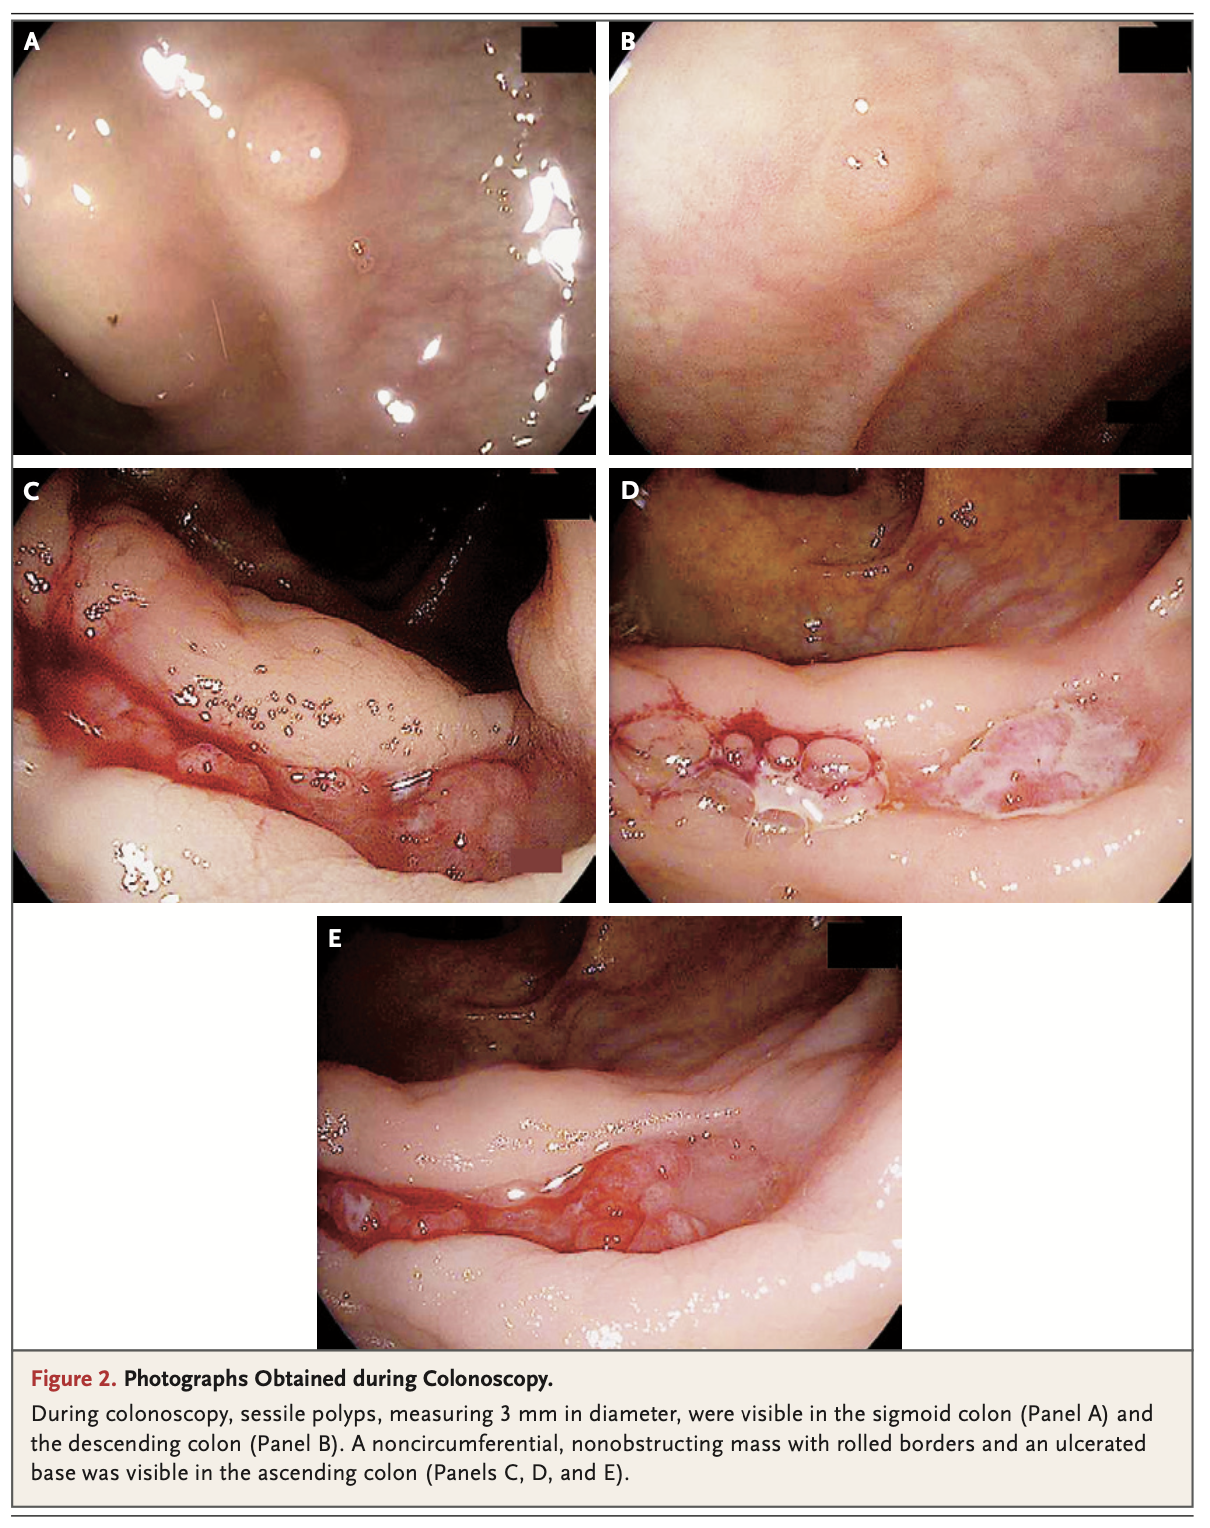 A
B
C
D
E
Figure 2. Photographs Obtained during Colonoscopy.
During colonoscopy, sessile polyps, measuring 3 mm in diameter, were visible in the sigmoid colon (Panel A) and
the descending colon (Panel B). A noncircumferential, nonobstructing mass with rolled borders and an ulcerated
base was visible in the ascending colon (Panels C, D, and E).